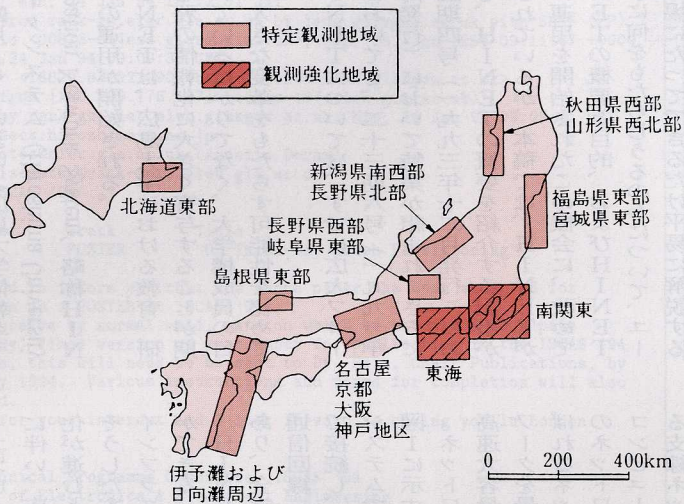 特定観測地域
観測強化地域
秋田県西部
山形県西北部
新潟県南西部
長野県北部
福島県東部
宮城県東部
北海道東部
長野県西部
岐阜県東部
島根県東部
南関東
東海
名古屋
京都
大阪
神戸地区
伊予灘および
日向灘周辺
0 200 400km